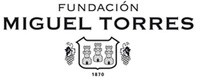 FUNDACIÓN
MIGUEL TORRES
1870